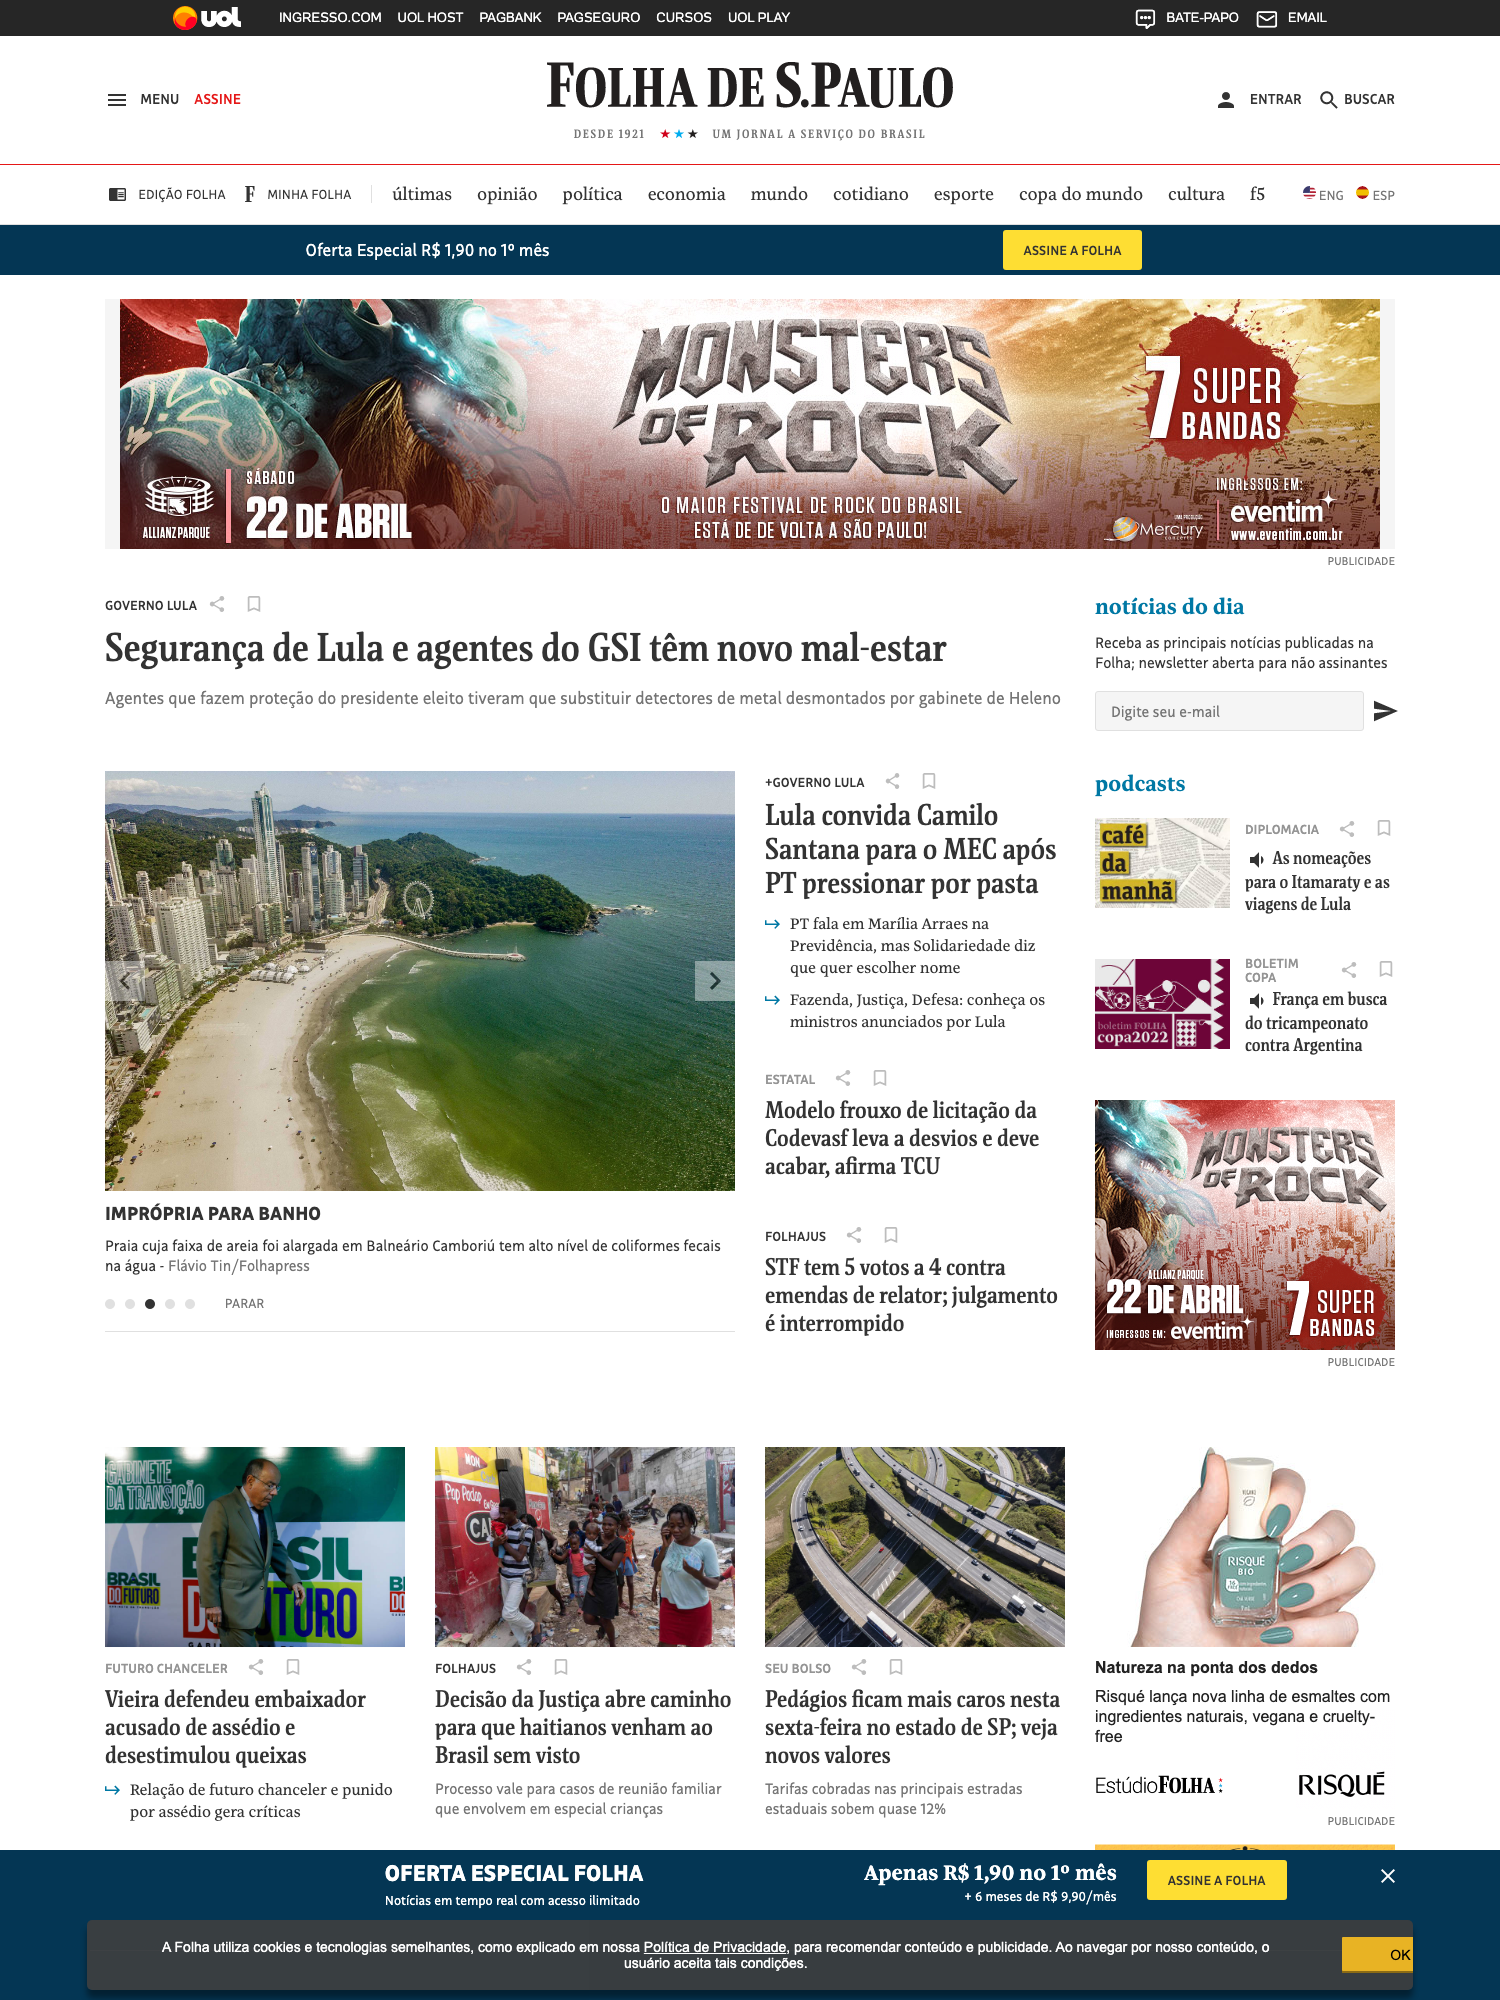 uol INGRESSO.COM UOL HOST PAGBANK PAGSEGURO CURSOS UOL PLAY BATE-PAPO EMAIL
MENU ASSINE
FOLHA DE S.PAULO
DESDE 1921 ★★★ UM JORNAL A SERVIÇO DO BRASIL
ENTRAR BUSCAR
EDIÇÃO FOLHA F MINHA FOLHA últimas opinião política economia mundo cotidiano esporte copa do mundo cultura f5 ENG ESP
Oferta Especial R$ 1,90 no 1º mês ASSINE A FOLHA
MONSTERS
OF ROCK
O MAIOR FESTIVAL DE ROCK DO BRASIL
ESTÁ DE DE VOLTA A SÃO PAULO!
ALLIANZ PARQUE
SÁBADO
22 DE ABRIL
7 SUPER
BANDAS
INGRESSOS EM:
eventim
www.eventim.com.br
UMA PRODUÇÃO
Mercury
concerts
PUBLICIDADE
GOVERNO LULA
Segurança de Lula e agentes do GSI têm novo mal-estar
Agentes que fazem proteção do presidente eleito tiveram que substituir detectores de metal desmontados por gabinete de Heleno
notícias do dia
Receba as principais notícias publicadas na
Folha; newsletter aberta para não assinantes
Digite seu e-mail
IMPRÓPRIA PARA BANHO
Praia cuja faixa de areia foi alargada em Balneário Camboriú tem alto nível de coliformes fecais
na água - Flávio Tin/Folhapress
PARAR
+GOVERNO LULA
Lula convida Camilo
Santana para o MEC após
PT pressionar por pasta
PT fala em Marília Arraes na
Previdência, mas Solidariedade diz
que quer escolher nome
Fazenda, Justiça, Defesa: conheça os
ministros anunciados por Lula
ESTATAL
Modelo frouxo de licitação da
Codevasf leva a desvios e deve
acabar, afirma TCU
FOLHAJUS
STF tem 5 votos a 4 contra
emendas de relator; julgamento
é interrompido
podcasts
café
da
manhã
DIPLOMACIA
As nomeações
para o Itamaraty e as
viagens de Lula
boletim FOLHA
copa2022
BOLETIM
COPA
França em busca
do tricampeonato
contra Argentina
MONSTERS
OF ROCK
ALLIANZ PARQUE
22 DE ABRIL
INGRESSOS EM: eventim
7 SUPER
BANDAS
PUBLICIDADE
GABINETE
DA TRANSIÇÃO
BRASIL
DO FUTURO
FUTURO CHANCELER
Vieira defendeu embaixador
acusado de assédio e
desestimulou queixas
Relação de futuro chanceler e punido
por assédio gera críticas
Pop Padap
FOLHAJUS
Decisão da Justiça abre caminho
para que haitianos venham ao
Brasil sem visto
Processo vale para casos de reunião familiar
que envolvem em especial crianças
SEU BOLSO
Pedágios ficam mais caros nesta
sexta-feira no estado de SP; veja
novos valores
Tarifas cobradas nas principais estradas
estaduais sobem quase 12%
VEGANO
RISQUÉ
BIO
Natureza na ponta dos dedos
Risqué lança nova linha de esmaltes com
ingredientes naturais, vegana e cruelty-
free
EstúdioFOLHA RISQUÉ
PUBLICIDADE
OFERTA ESPECIAL FOLHA
Notícias em tempo real com acesso ilimitado
Apenas R$ 1,90 no 1º mês
+ 6 meses de R$ 9,90/mês
ASSINE A FOLHA
A Folha utiliza cookies e tecnologias semelhantes, como explicado em nossa Política de Privacidade, para recomendar conteúdo e publicidade. Ao navegar por nosso conteúdo, o
usuário aceita tais condições.
OK